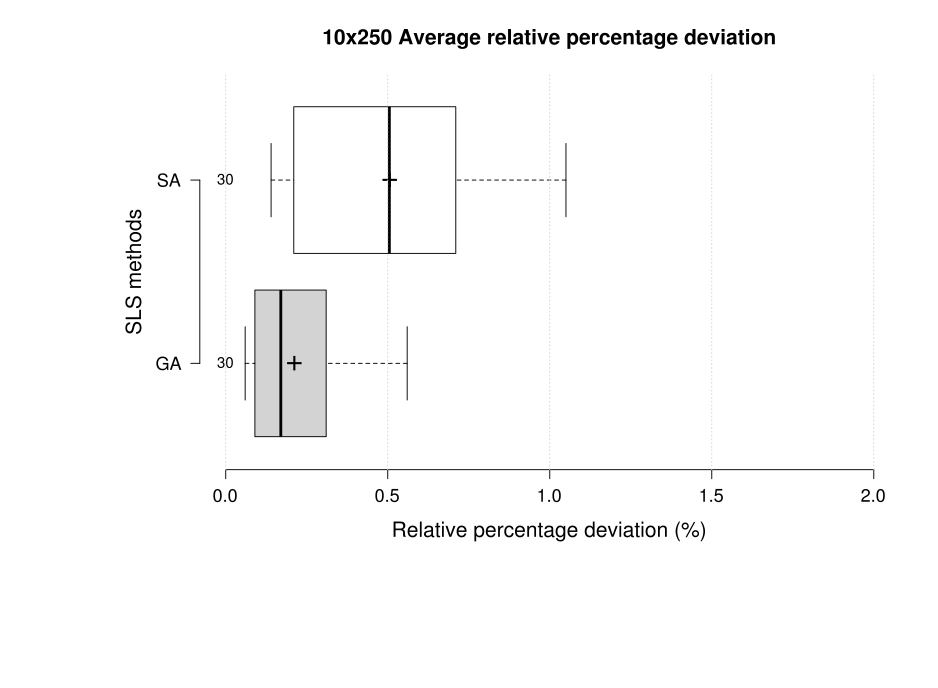 10x250 Average relative percentage deviation
SLS methods
SA 30
GA 30
0.0 0.5 1.0 1.5 2.0
Relative percentage deviation (%)